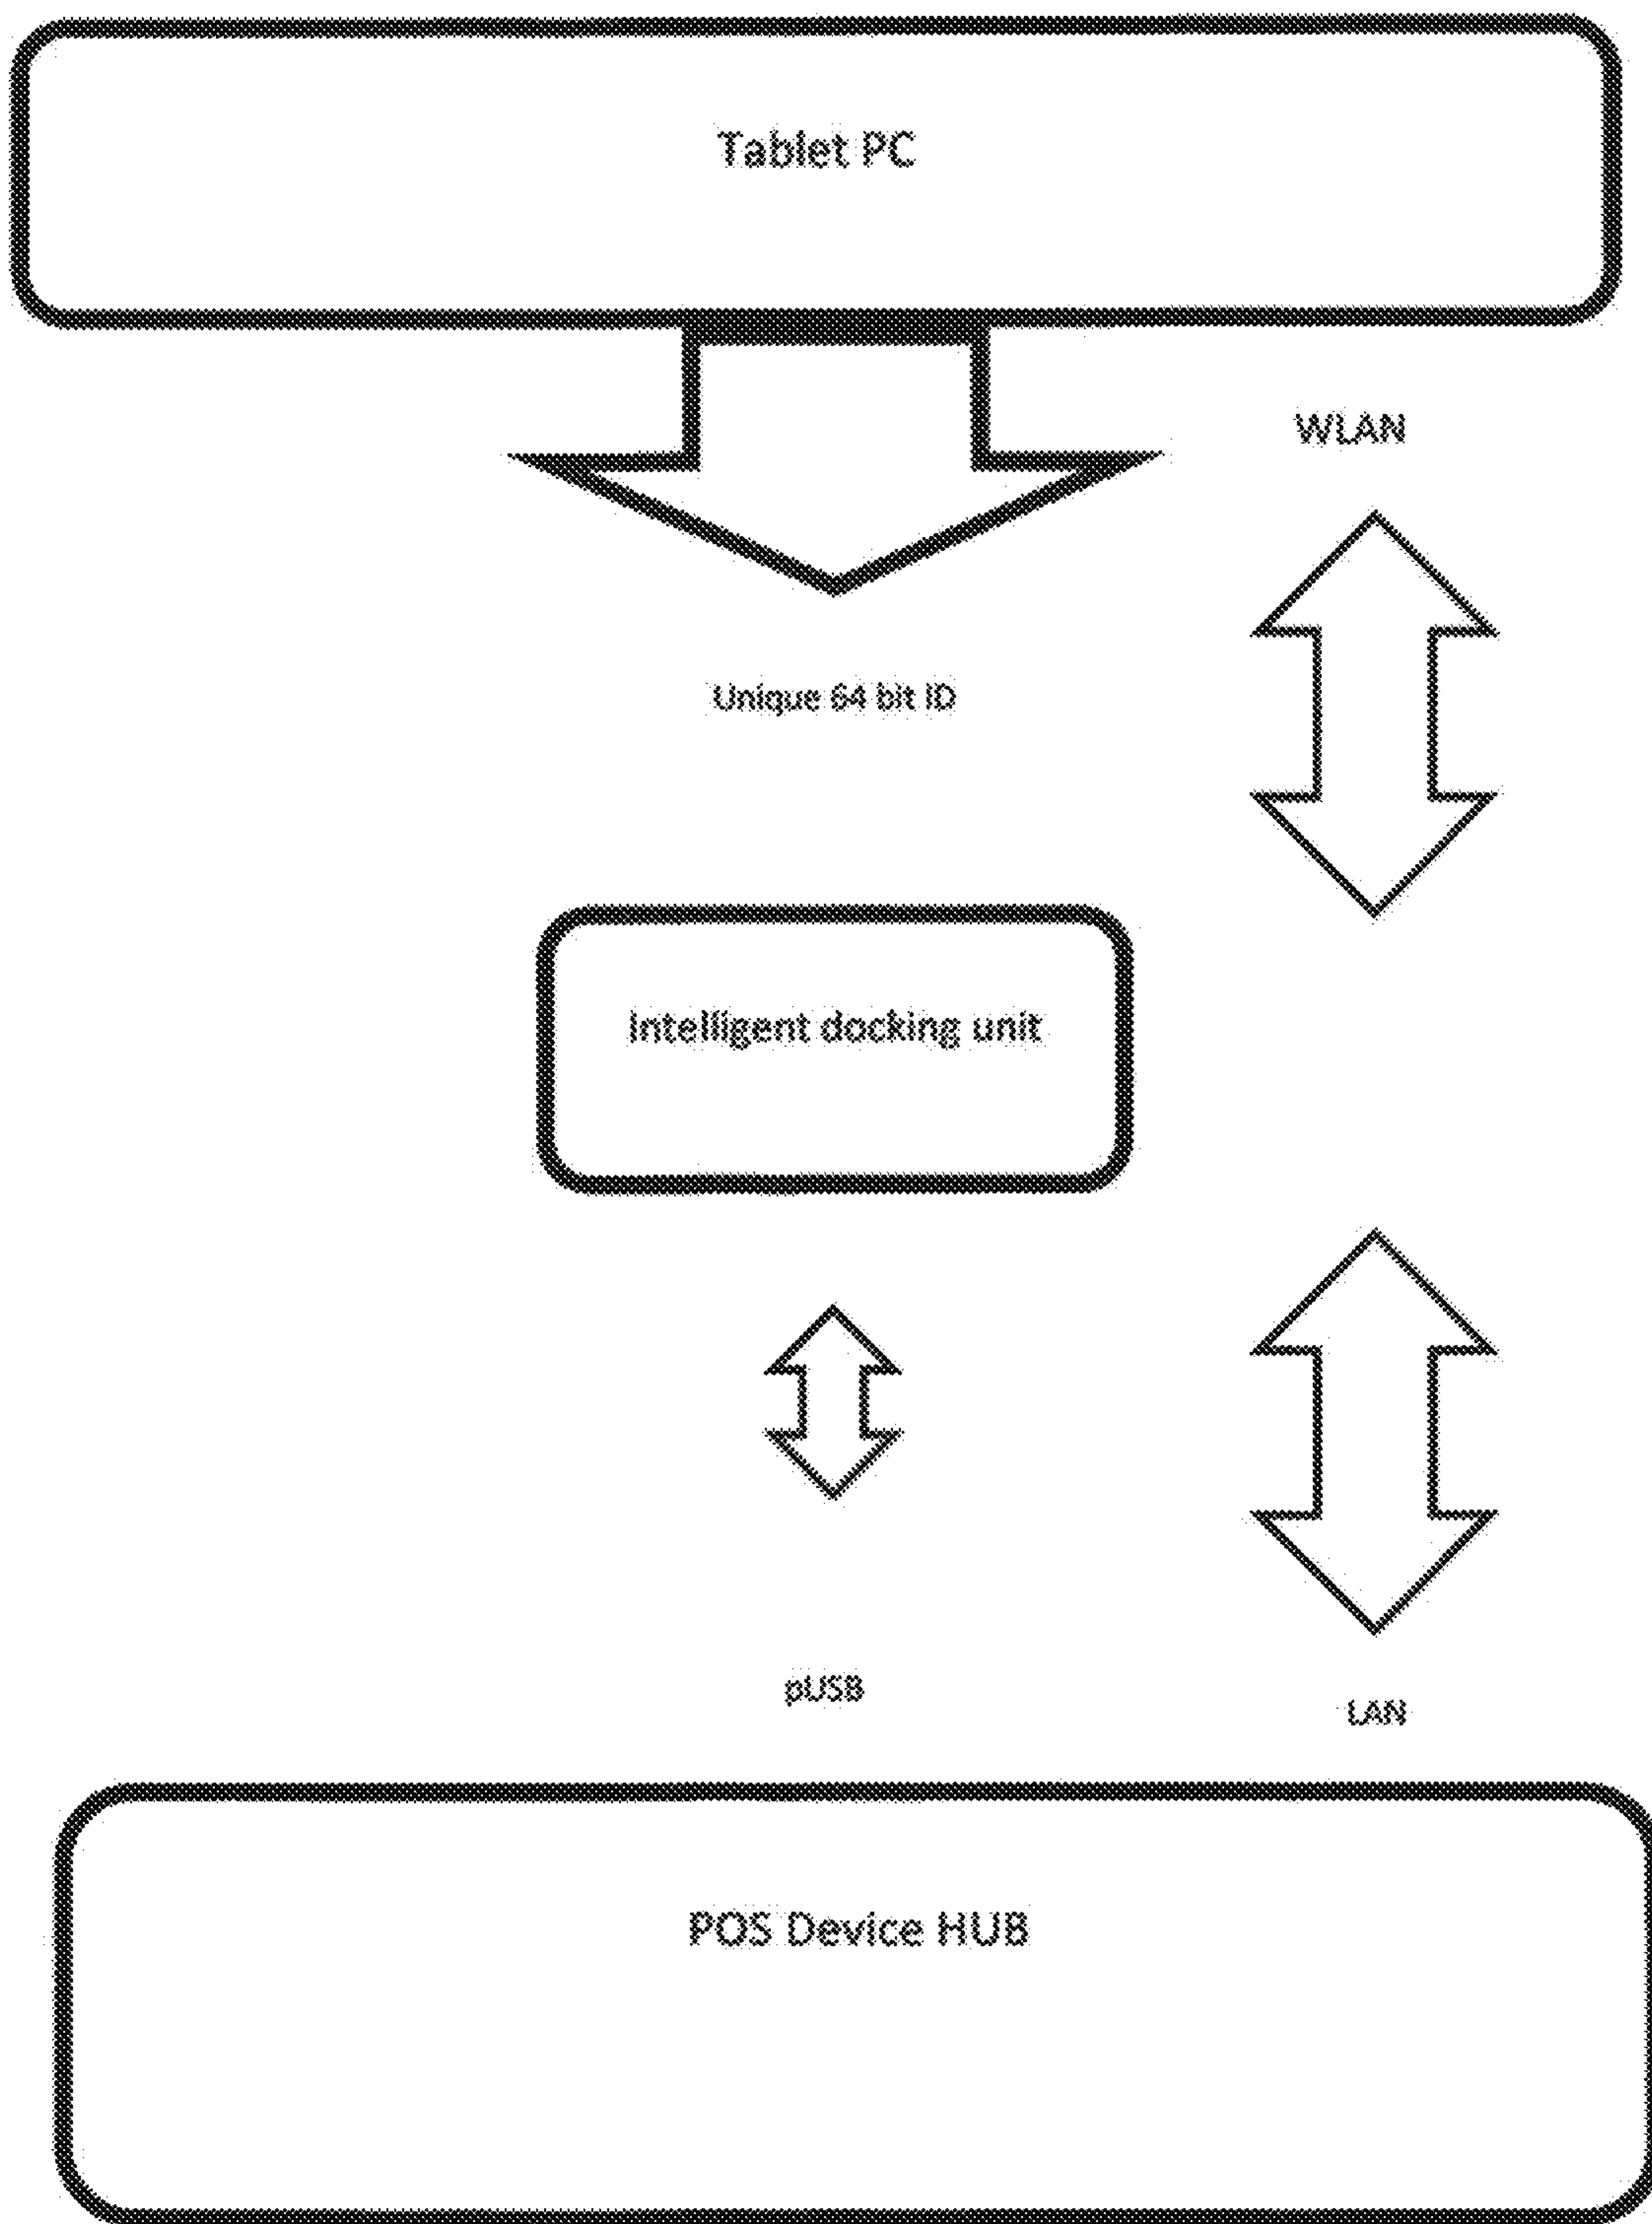 Tablet PC
WLAN
Unique 64 bit ID
Intelligent docking unit
pUSB
LAN
POS Device HUB